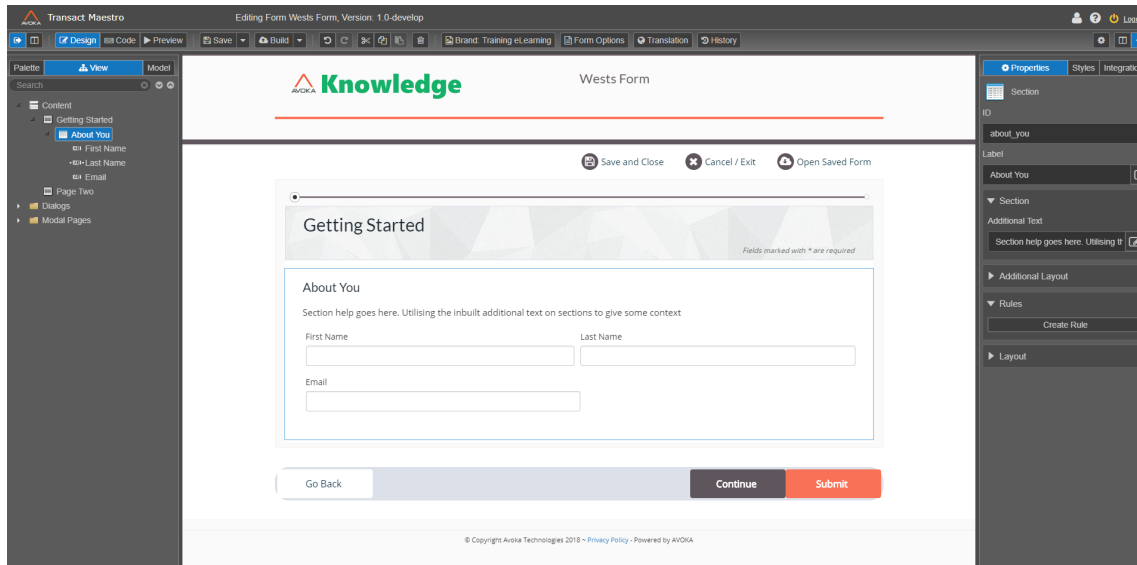 AVOKA Transact Maestro Editing Form Wests Form, Version: 1.0-develop
Design Code Preview Save Build Brand: Training eLearning Form Options Translation History
Palette View Model
Search
Content
Getting Started
About You
First Name
Last Name
Email
Page Two
Dialogs
Modal Pages
AVOKA Knowledge
Wests Form
Save and Close Cancel / Exit Open Saved Form
Getting Started
Fields marked with * are required
About You
Section help goes here. Utilising the inbuilt additional text on sections to give some context
First Name Last Name
Email
Go Back Continue Submit
© Copyright Avoka Technologies 2018 ~ Privacy Policy - Powered by AVOKA
Properties Styles Integratio
Section
ID
about_you
Label
About You
Section
Additional Text
Section help goes here. Utilising th
Additional Layout
Rules
Create Rule
Layout